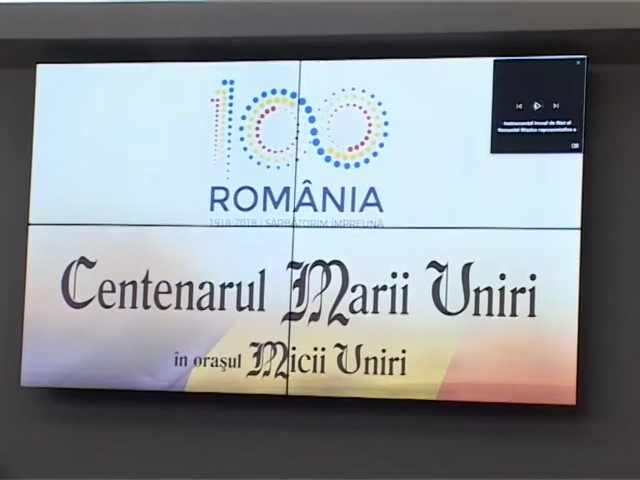 100
ROMÂNIA
1918-2018 | SĂRBĂTORIM ÎMPREUNĂ
Centenarul Marii Uniri
în orașul Micii Uniri